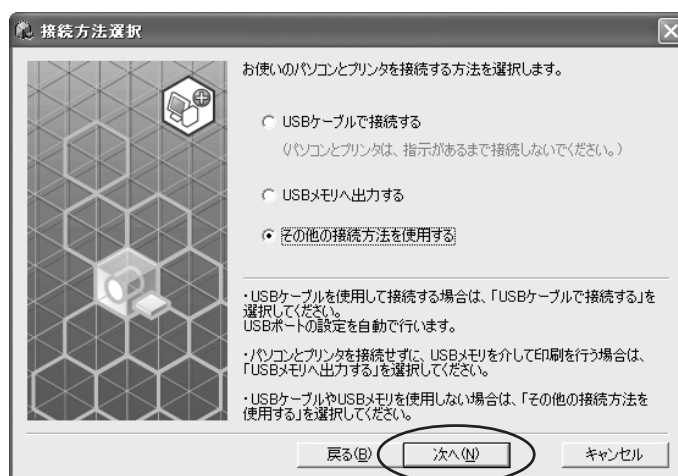 接続方法選択
お使いのパソコンとプリンタを接続する方法を選択します。
USBケーブルで接続する
(パソコンとプリンタは、指示があるまで接続しないでください。)
USBメモリへ出力する
その他の接続方法を使用する
・USBケーブルを使用して接続する場合は、「USBケーブルで接続する」を
選択してください。
USBポートの設定を自動で行います。
・パソコンとプリンタを接続せずに、USBメモリを介して印刷を行う場合は、
「USBメモリへ出力する」を選択してください。
・USBケーブルやUSBメモリを使用しない場合は、「その他の接続方法を
使用する」を選択してください。
戻る(B) 次へ(N) キャンセル